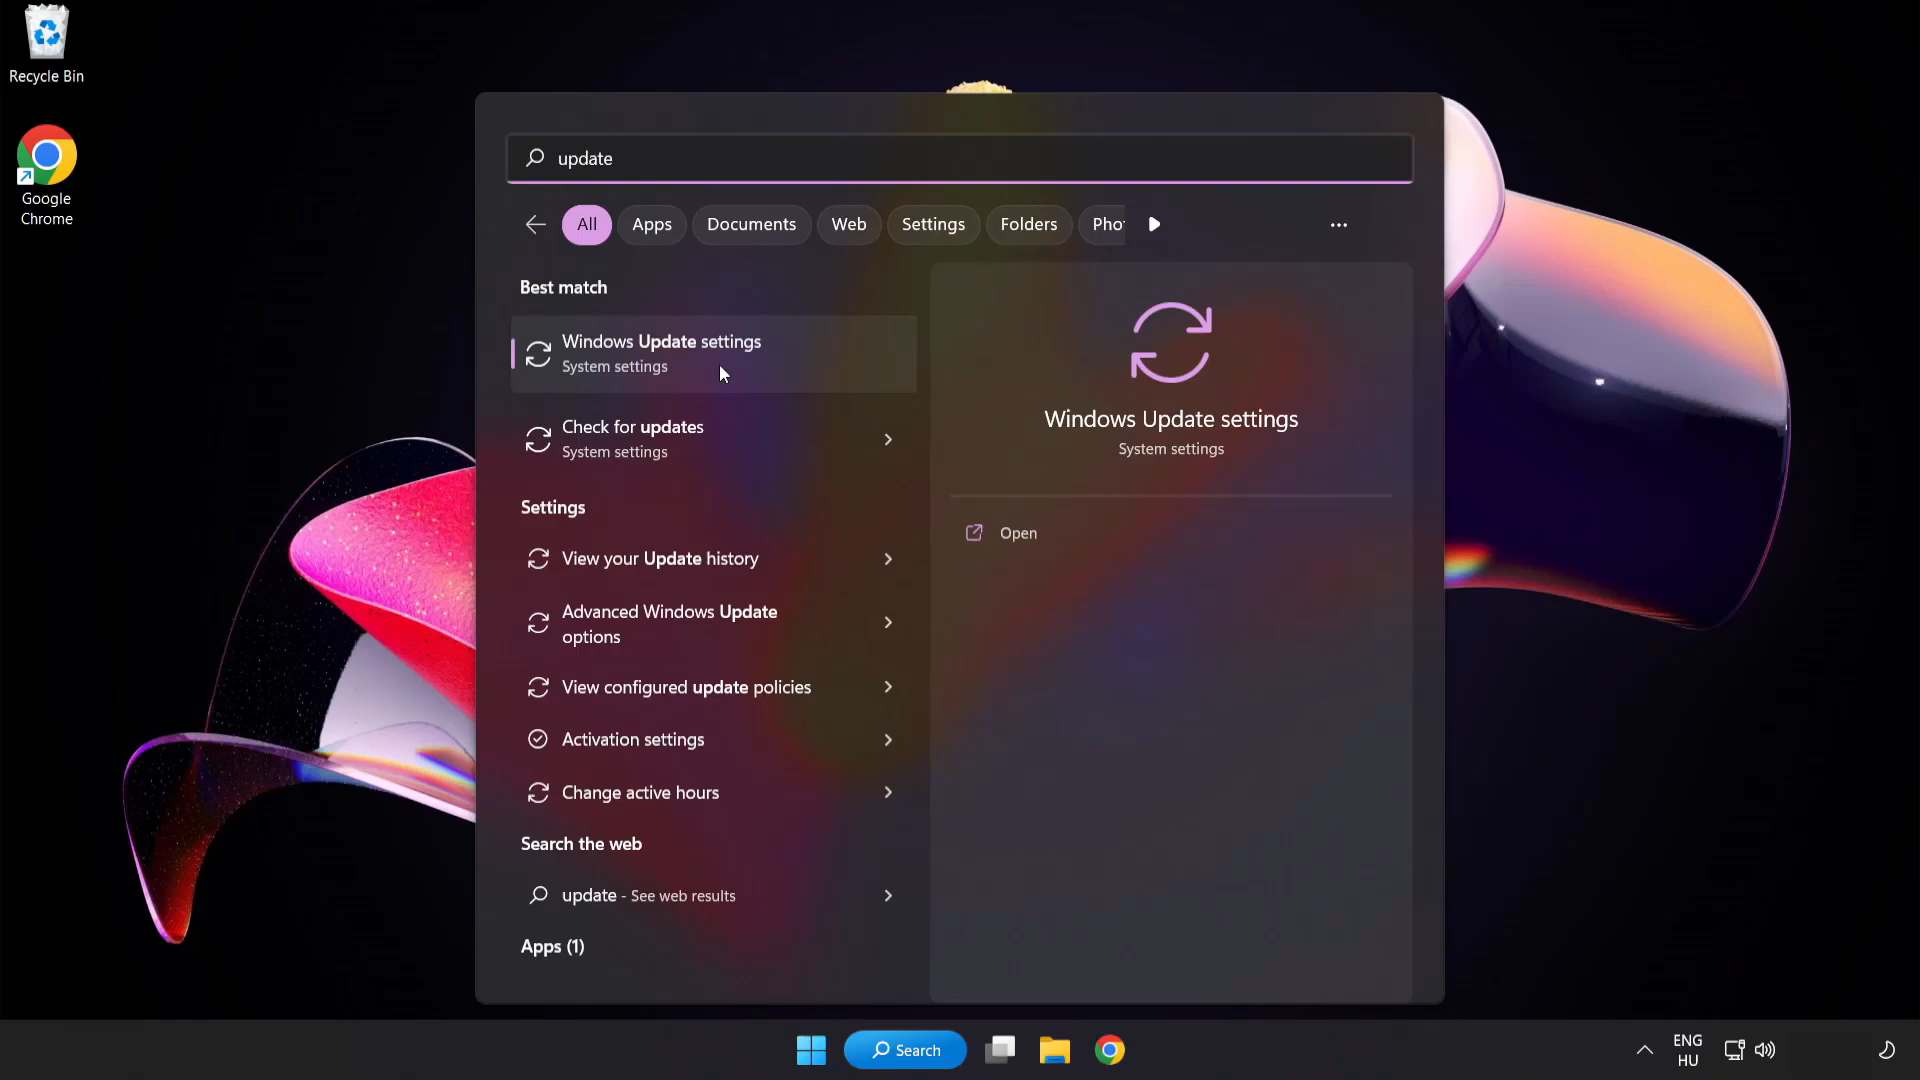 Recycle Bin
Google
Chrome
update
All
Apps
Documents
Web
Settings
Folders
Best match
Windows Update settings
System settings
Check for updates
System settings
Settings
View your Update history
Advanced Windows Update
options
View configured update policies
Activation settings
Change active hours
Search the web
update - See web results
Apps (1)
Windows Update settings
System settings
Open
Search
ENG
HU